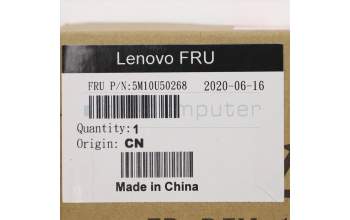 Lenovo FRU
FRU P/N:5M10U50268 2020-06-16
Quantity:1
Origin: CN
Made in China